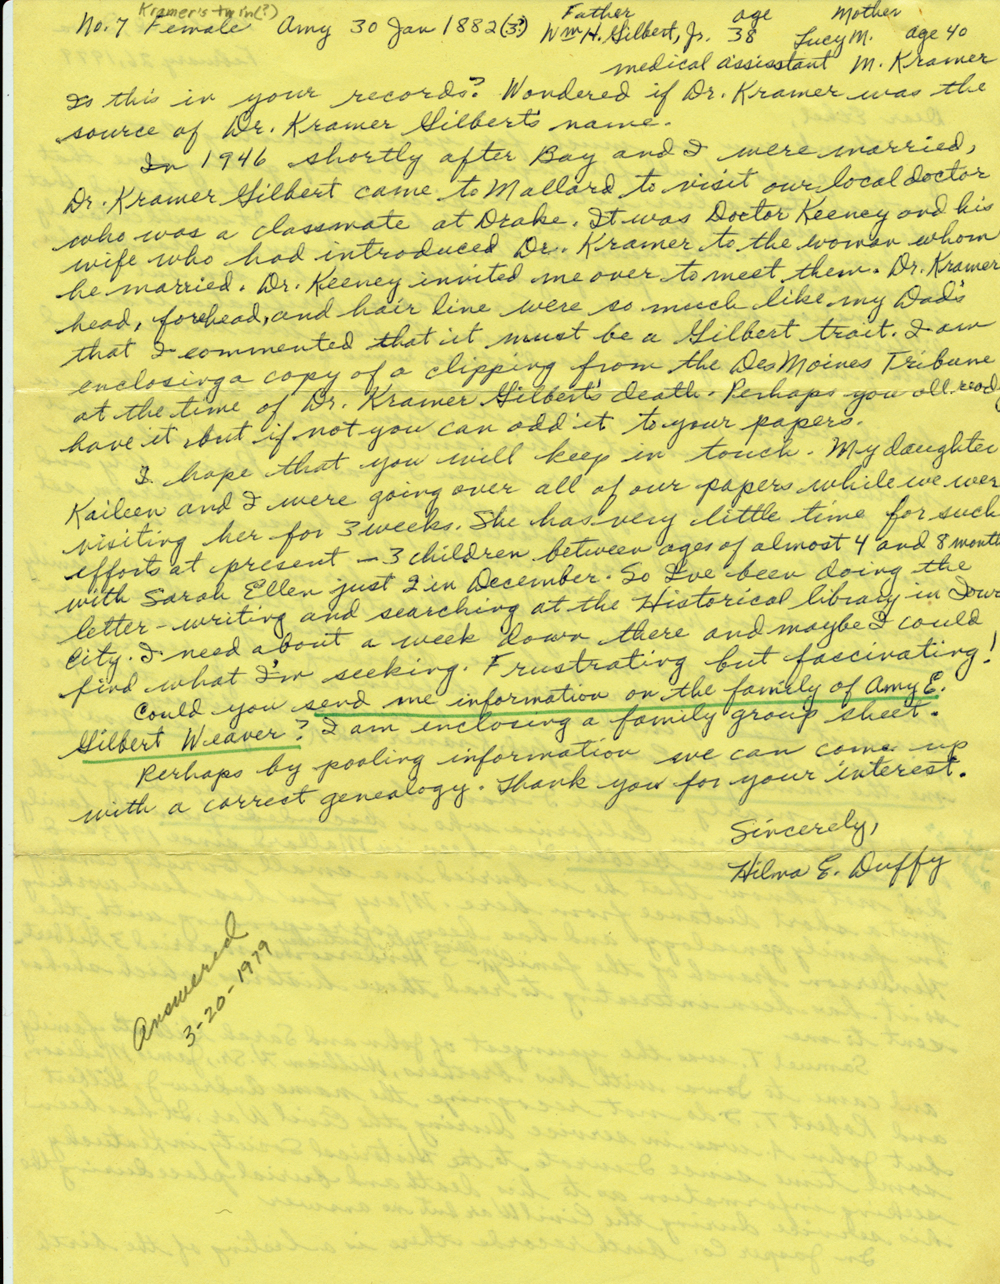 Kramer's twin(?)
Father age Mother
No. 7 Female Amy 30 Jan 1882(3?) Wm H. Gilbert, Jr. 38 Lucy M. age 40
medical assistant M. Kramer
Is this in your records? Wondered if Dr. Kramer was the
source of Dr. Kramer Gilbert's name.
In 1946 shortly after Bay and I were married,
Dr. Kramer Gilbert came to Mallard to visit our local doctor
who was a classmate at Drake. It was Doctor Keeney and his
wife who had introduced Dr. Kramer to the woman whom
he married. Dr. Keeney invited me over to meet them. Dr. Kramer
head, forehead, and hair line were so much like my Dad's
that I commented that it must be a Gilbert trait. I am
enclosing a copy of a clipping from the Des Moines Tribune
at the time of Dr. Kramer Gilbert's death. Perhaps you all ready
have it, but if not you can add it to your papers.
I hope that you will keep in touch. My daughter
Kaileen and I were going over all of our papers while we wer
visiting her for 3 weeks. She has very little time for such
efforts at present - 3 children between ages of almost 4 and 8 month
with Sarah Ellen just 2 in December. So I've been doing the
letter-writing and searching at the Historical library in Iowa
City. I need about a week down there and maybe I could
find what I'm seeking. Frustrating but fascinating!
Could you send me information on the family of Amy E.
Gilbert Weaver? I am enclosing a family group sheet.
Perhaps by pooling information we can come up
with a correct genealogy. Thank you for your interest.
Sincerely,
Hilma E. Duffy
Answered
3-20-1979